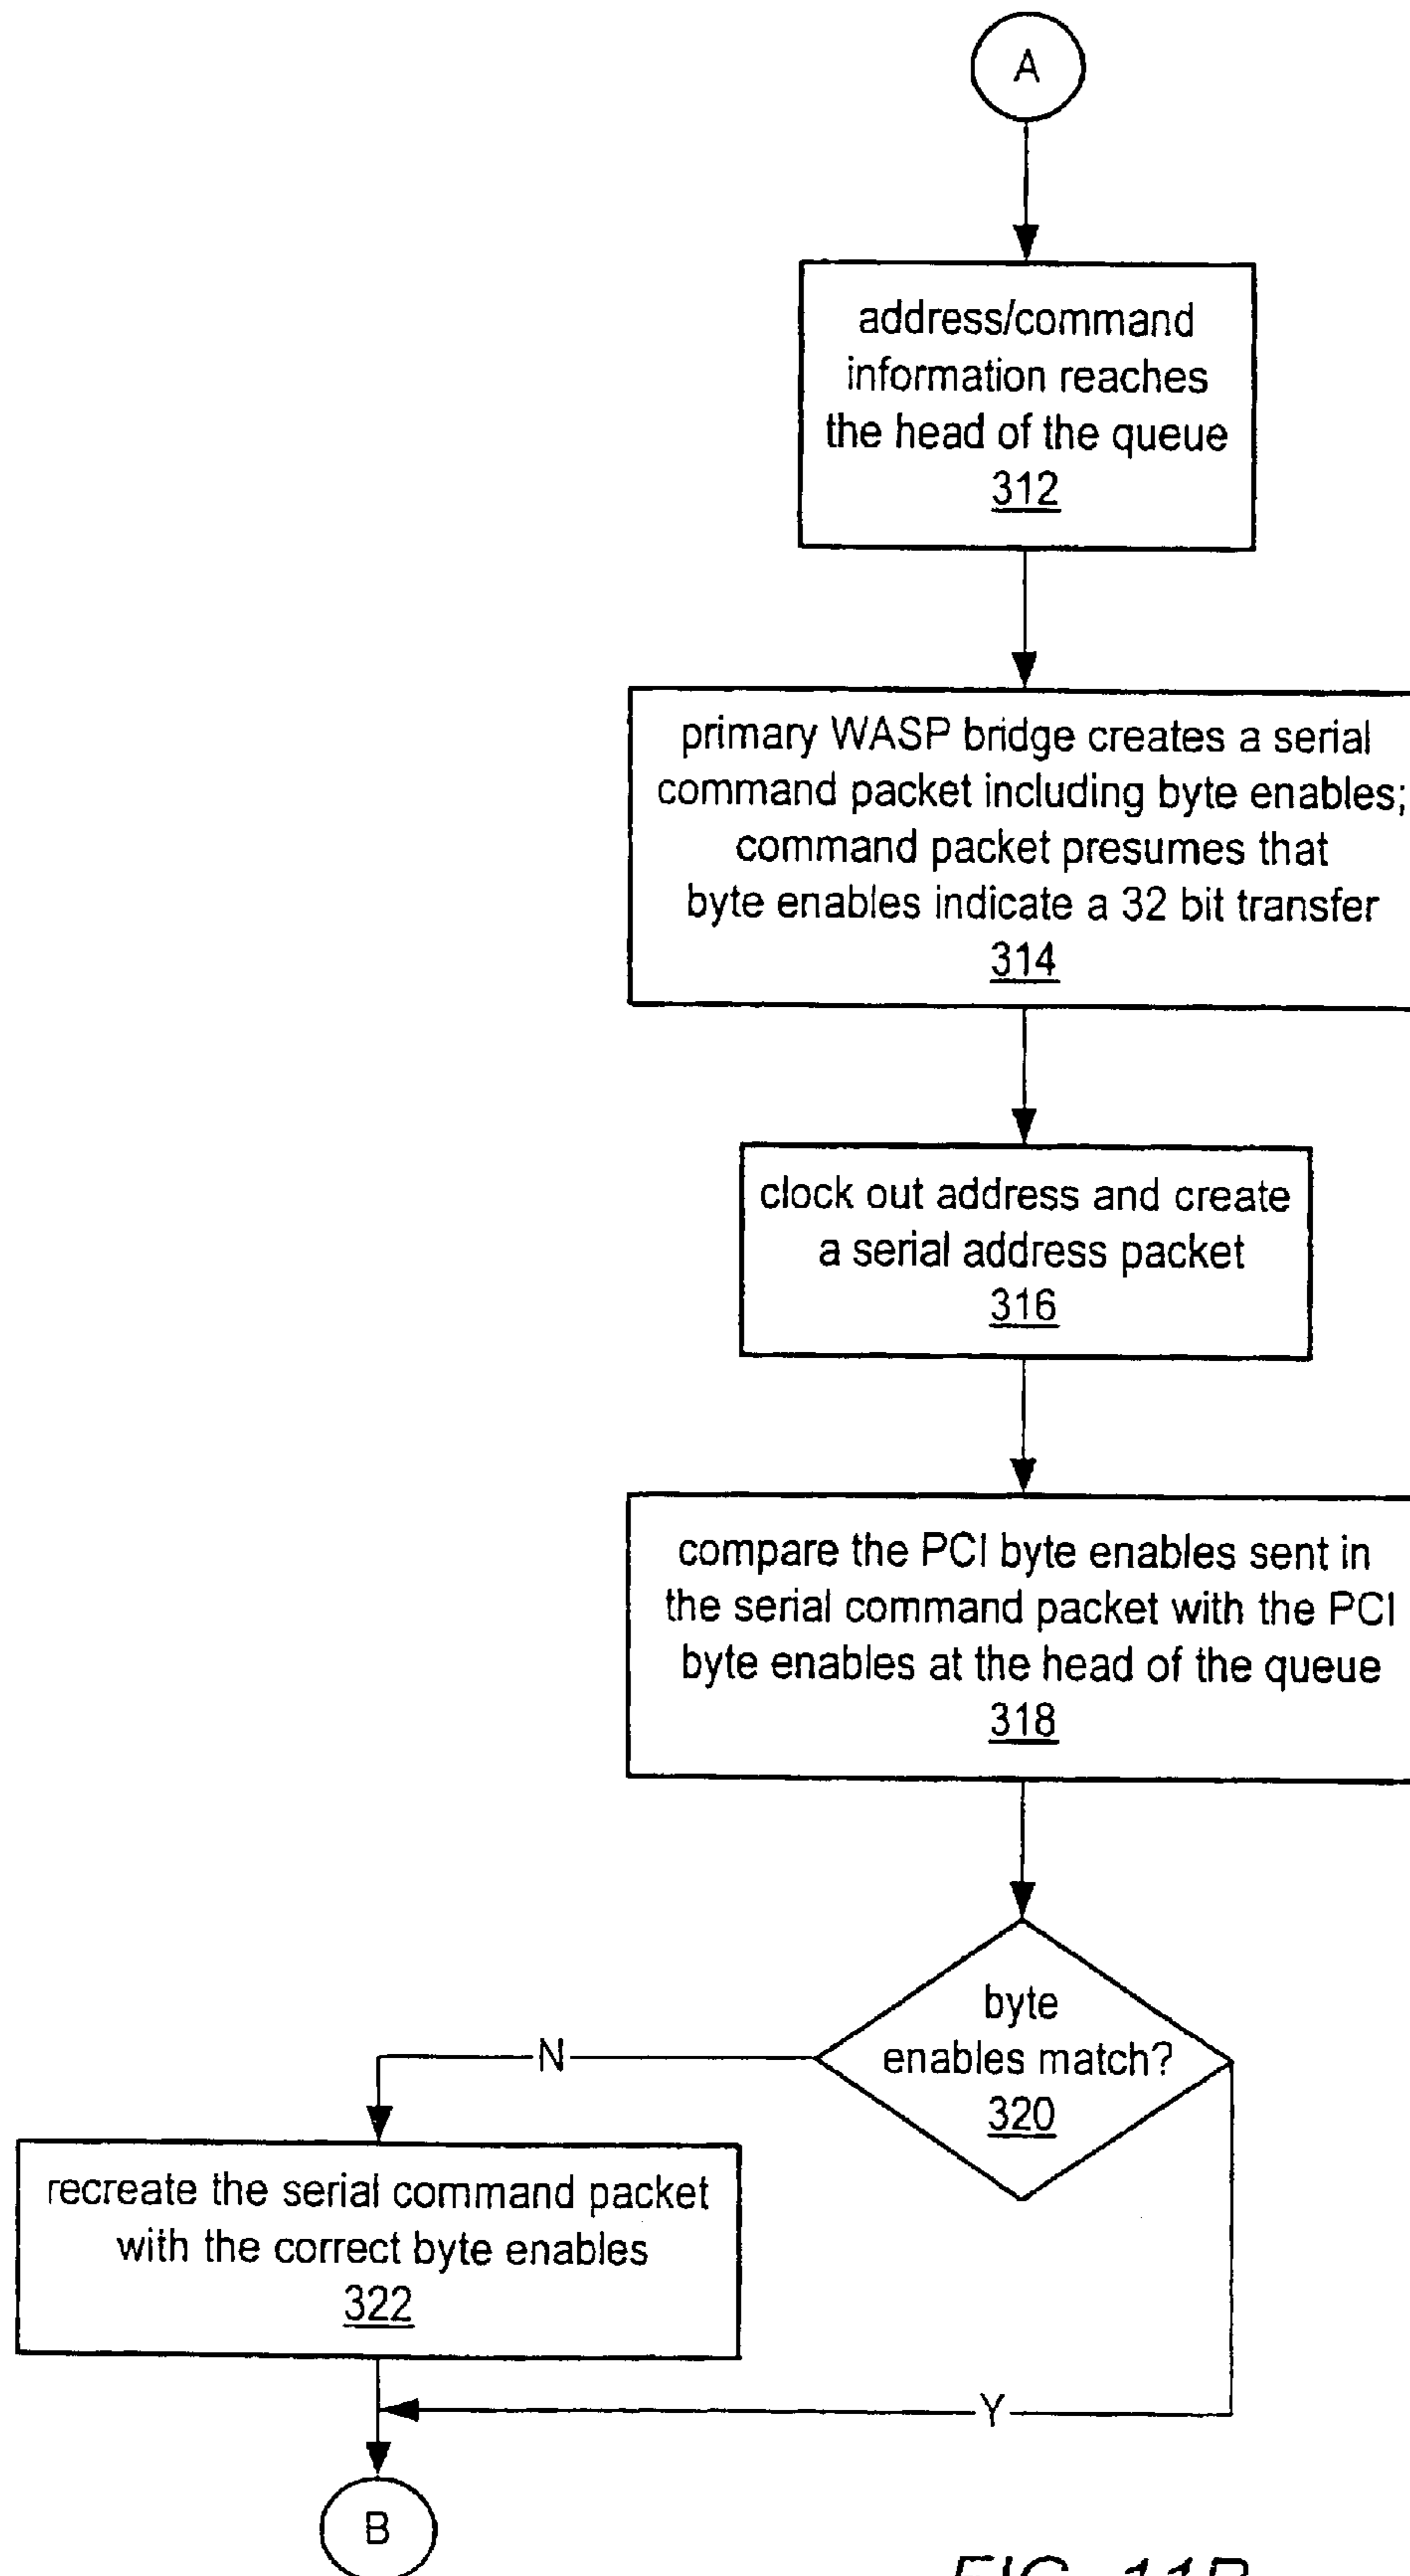 A
address/command
information reaches
the head of the queue
312
primary WASP bridge creates a serial
command packet including byte enables;
command packet presumes that
byte enables indicate a 32 bit transfer
314
clock out address and create
a serial address packet
316
compare the PCI byte enables sent in
the serial command packet with the PCI
byte enables at the head of the queue
318
byte
enables match?
320
N
recreate the serial command packet
with the correct byte enables
322
Y
B
FIG. 11B